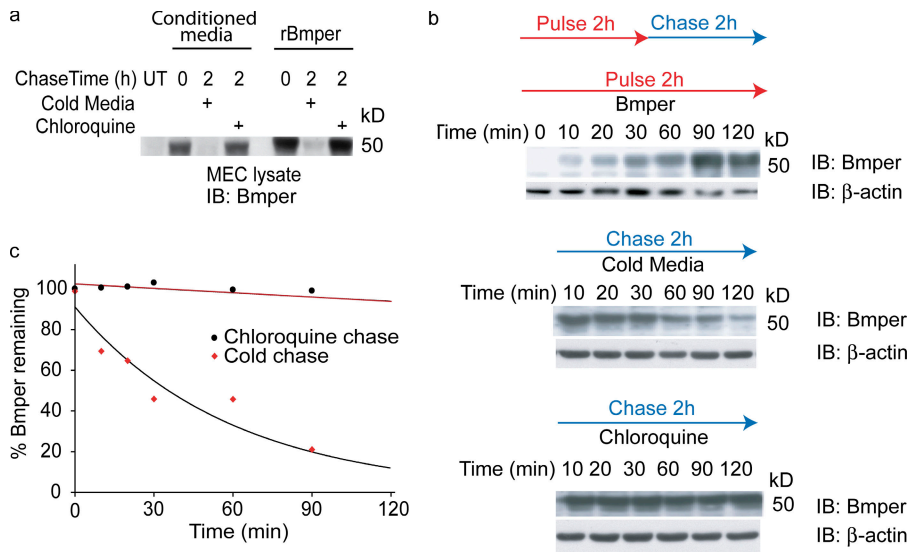 a
Conditioned
media
rBmper
ChaseTime (h) UT 0 2 2 0 2 2
Cold Media + +
Chloroquine + +
kD
50
MEC lysate
IB: Bmper
b
Pulse 2h Chase 2h
Pulse 2h
Bmper
Time (min) 0 10 20 30 60 90 120 kD
50 IB: Bmper
IB: β-actin
Chase 2h
Cold Media
Time (min) 10 20 30 60 90 120 kD
50 IB: Bmper
IB: β-actin
Chase 2h
Chloroquine
Time (min) 10 20 30 60 90 120 kD
50 IB: Bmper
IB: β-actin
c
% Bmper remaining
100
80
60
40
20
0
Chloroquine chase
Cold chase
0 30 60 90 120
Time (min)